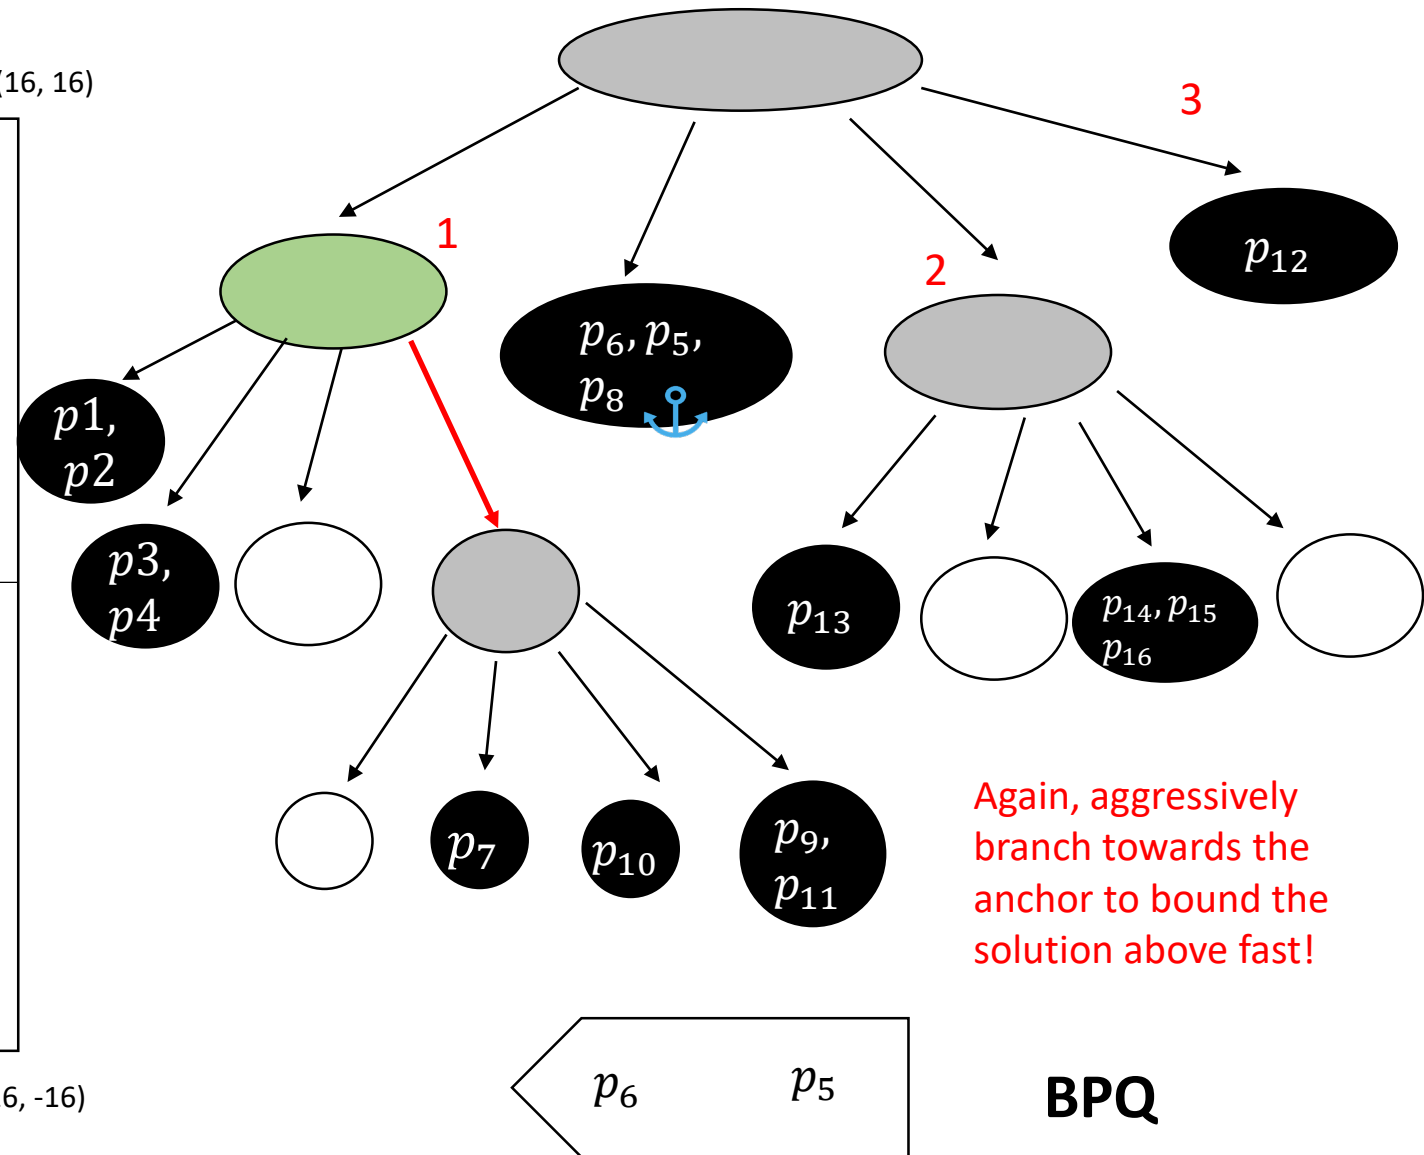 (16, 16)
3
1
p₁₂
2
p₆, p₅,
p₈
p1,
p2
p3,
p4
p₁₃
p₁₄, p₁₅
p₁₆
p₇
p₁₀
p₉,
p₁₁
Again, aggressively
branch towards the
anchor to bound the
solution above fast!
p₆ p₅
BPQ
6, -16)